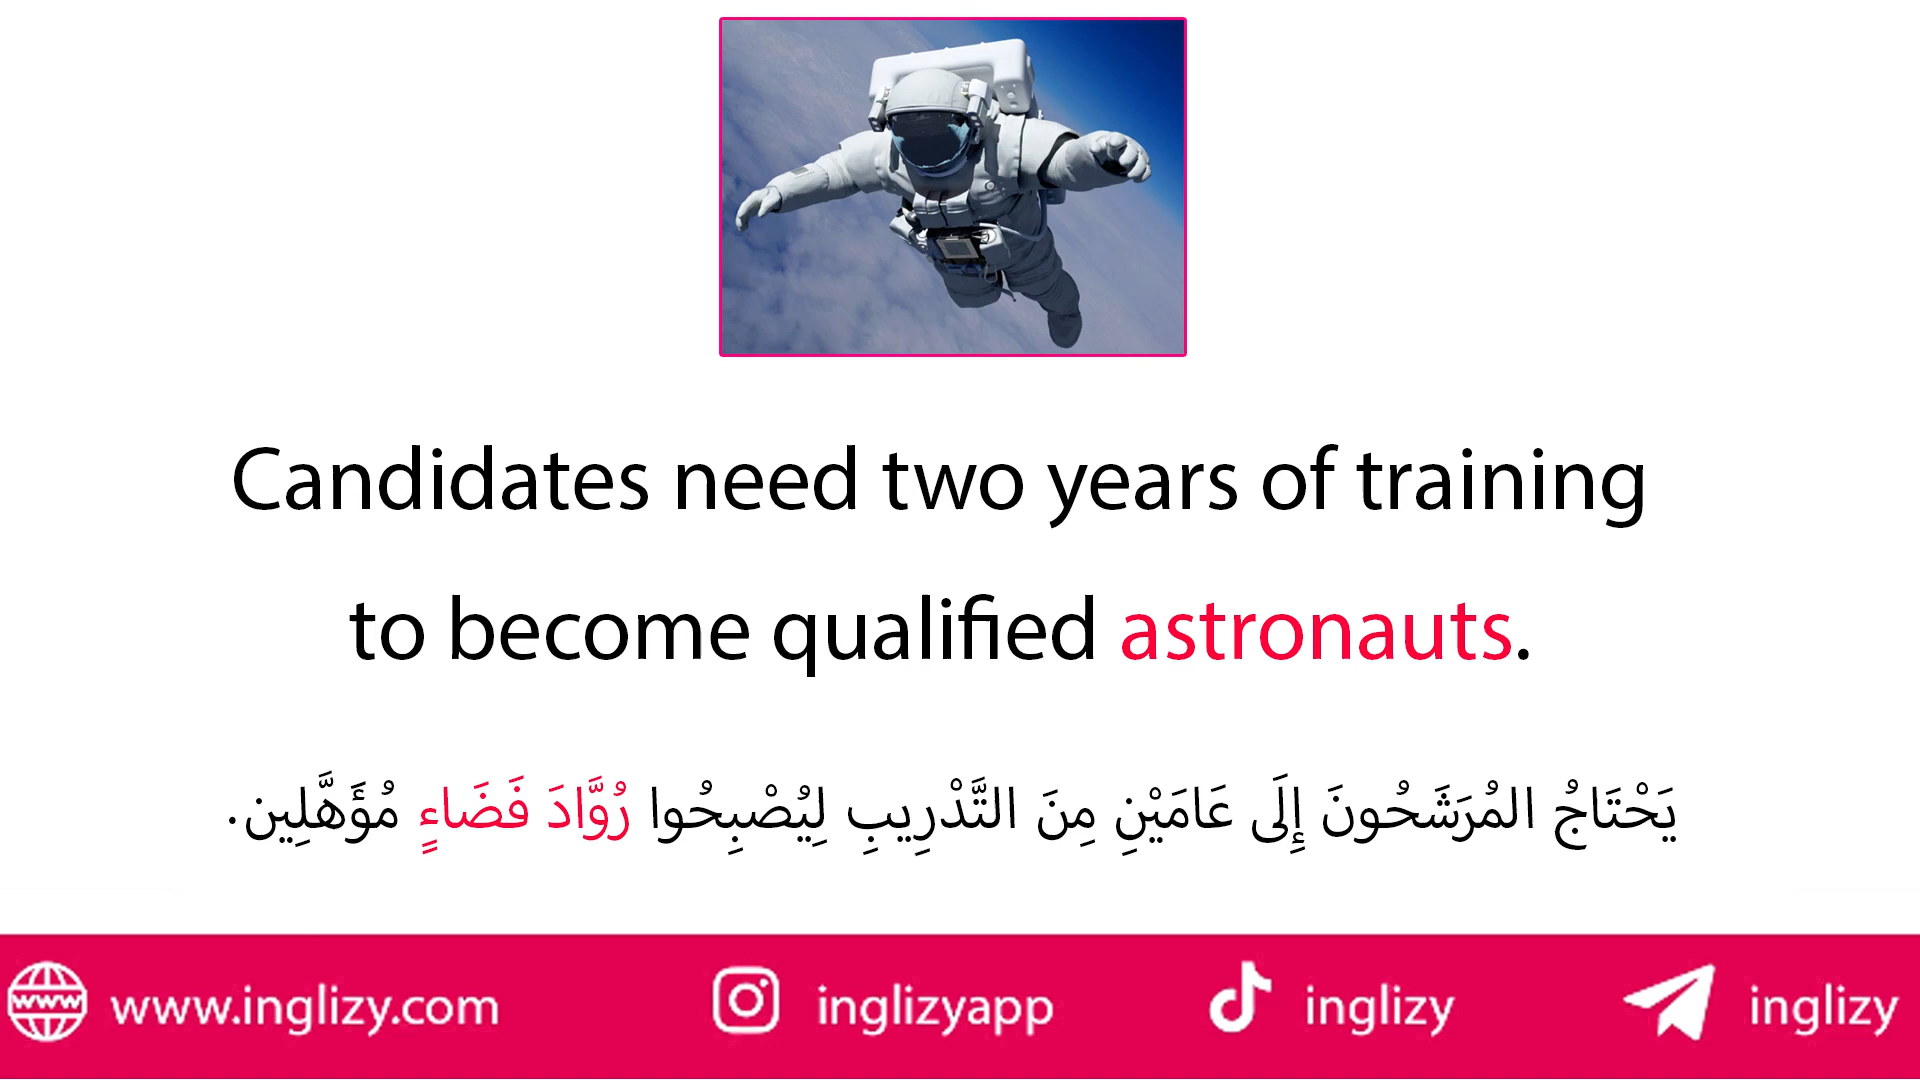 Candidates need two years of training
to become qualified astronauts.
يَحْتَاجُ المُرَشَحُونَ إِلَى عَامَيْنِ مِنَ التَّدْرِيبِ لِيُصْبِحُوا رُوَّادَ فَضَاءٍ مُؤَهَّلِين.
www www.inglizy.com inglizyapp inglizy inglizy